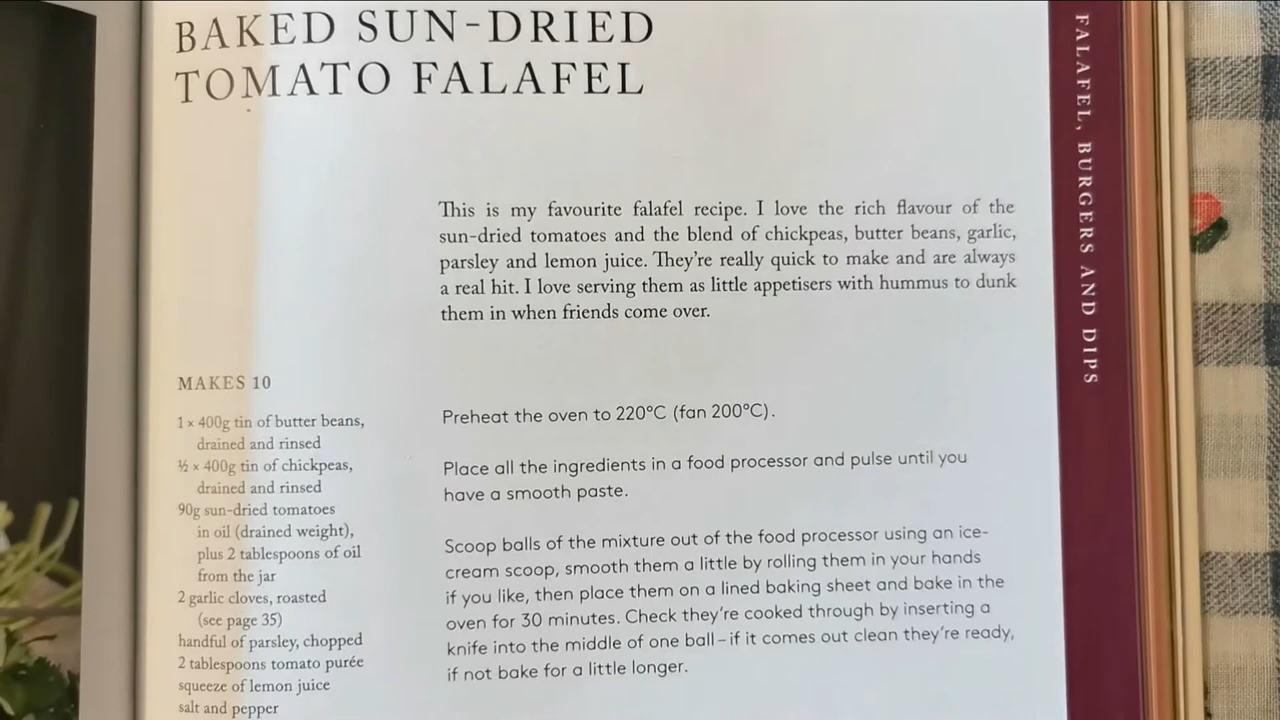 BAKED SUN-DRIED
TOMATO FALAFEL
This is my favourite falafel recipe. I love the rich flavour of the
sun-dried tomatoes and the blend of chickpeas, butter beans, garlic,
parsley and lemon juice. They're really quick to make and are always
a real hit. I love serving them as little appetisers with hummus to dunk
them in when friends come over.
MAKES 10
1 × 400g tin of butter beans,
drained and rinsed
½ × 400g tin of chickpeas,
drained and rinsed
90g sun-dried tomatoes
in oil (drained weight),
plus 2 tablespoons of oil
from the jar
2 garlic cloves, roasted
(see page 35)
handful of parsley, chopped
2 tablespoons tomato purée
squeeze of lemon juice
salt and pepper
Preheat the oven to 220°C (fan 200°C).
Place all the ingredients in a food processor and pulse until you
have a smooth paste.
Scoop balls of the mixture out of the food processor using an ice-
cream scoop, smooth them a little by rolling them in your hands
if you like, then place them on a lined baking sheet and bake in the
oven for 30 minutes. Check they're cooked through by inserting a
knife into the middle of one ball – if it comes out clean they're ready,
if not bake for a little longer.
FALAFEL, BURGERS AND DIPS